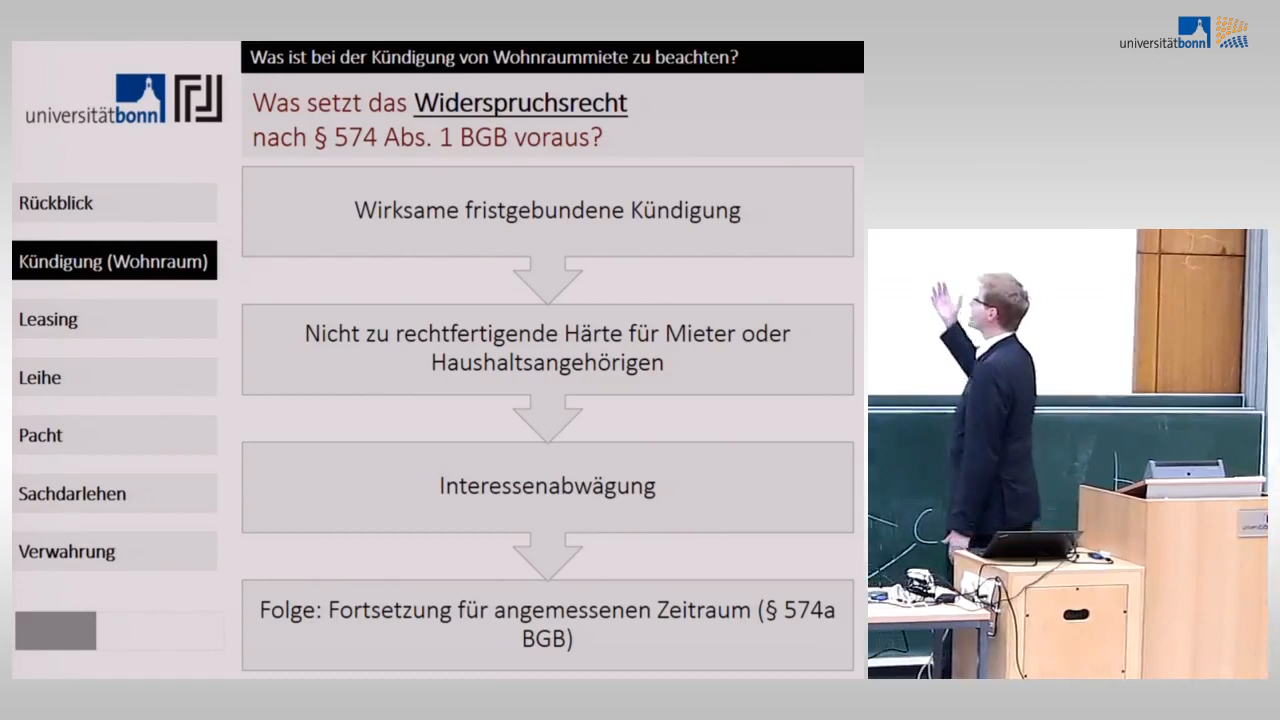 universitätbonn
Was ist bei der Kündigung von Wohnraummiete zu beachten?
universitätbonn
Was setzt das Widerspruchsrecht
nach § 574 Abs. 1 BGB voraus?
Rückblick
Kündigung (Wohnraum)
Leasing
Leihe
Pacht
Sachdarlehen
Verwahrung
Wirksame fristgebundene Kündigung
Nicht zu rechtfertigende Härte für Mieter oder
Haushaltsangehörigen
Interessenabwägung
Folge: Fortsetzung für angemessenen Zeitraum (§ 574a
BGB)